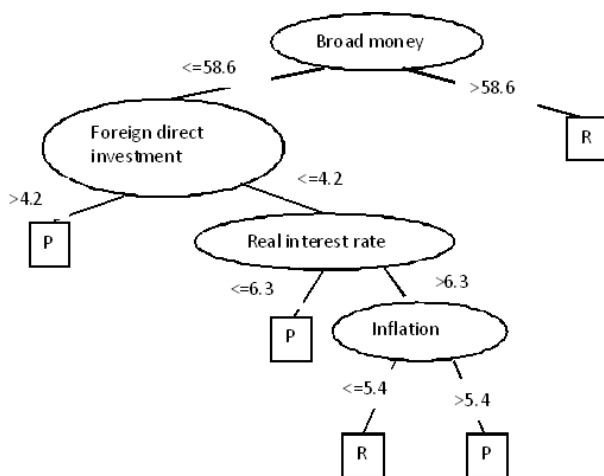 Broad money
<=58.6
>58.6
Foreign direct
investment
R
>4.2
<=4.2
P
Real interest rate
<=6.3
>6.3
P
Inflation
<=5.4
>5.4
R
P